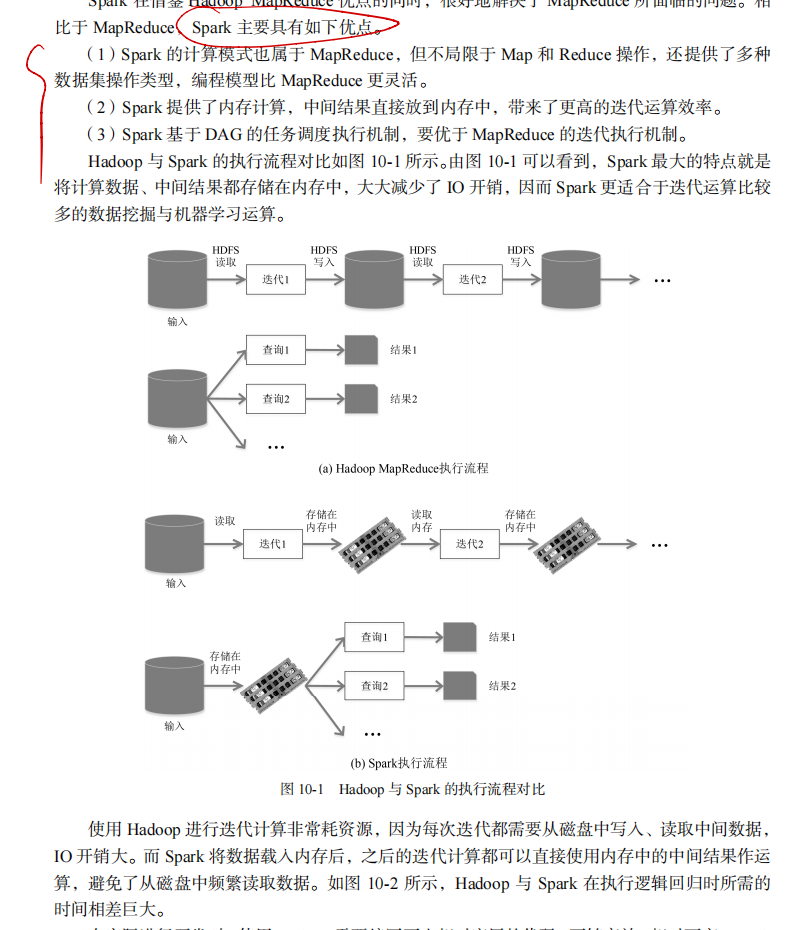 Spark 在借鉴 Hadoop MapReduce 优点的同时，很好地解决了 MapReduce 所面临的问题。相
比于 MapReduce，Spark 主要具有如下优点。
（1）Spark 的计算模式也属于 MapReduce，但不局限于 Map 和 Reduce 操作，还提供了多种
数据集操作类型，编程模型比 MapReduce 更灵活。
（2）Spark 提供了内存计算，中间结果直接放到内存中，带来了更高的迭代运算效率。
（3）Spark 基于 DAG 的任务调度执行机制，要优于 MapReduce 的迭代执行机制。
Hadoop 与 Spark 的执行流程对比如图 10-1 所示。由图 10-1 可以看到，Spark 最大的特点就是
将计算数据、中间结果都存储在内存中，大大减少了 IO 开销，因而 Spark 更适合于迭代运算比较
多的数据挖掘与机器学习运算。
HDFS
读取
HDFS
写入
HDFS
读取
HDFS
写入
迭代1
迭代2
...
输入
查询1
结果1
查询2
结果2
输入
...
(a) Hadoop MapReduce执行流程
读取
存储在
内存中
读取
内存
存储在
内存中
迭代1
迭代2
...
输入
查询1
结果1
存储在
内存中
查询2
结果2
输入
...
(b) Spark执行流程
图 10-1 Hadoop 与 Spark 的执行流程对比
使用 Hadoop 进行迭代计算非常耗资源，因为每次迭代都需要从磁盘中写入、读取中间数据，
IO 开销大。而 Spark 将数据载入内存后，之后的迭代计算都可以直接使用内存中的中间结果作运
算，避免了从磁盘中频繁读取数据。如图 10-2 所示，Hadoop 与 Spark 在执行逻辑回归时所需的
时间相差巨大。